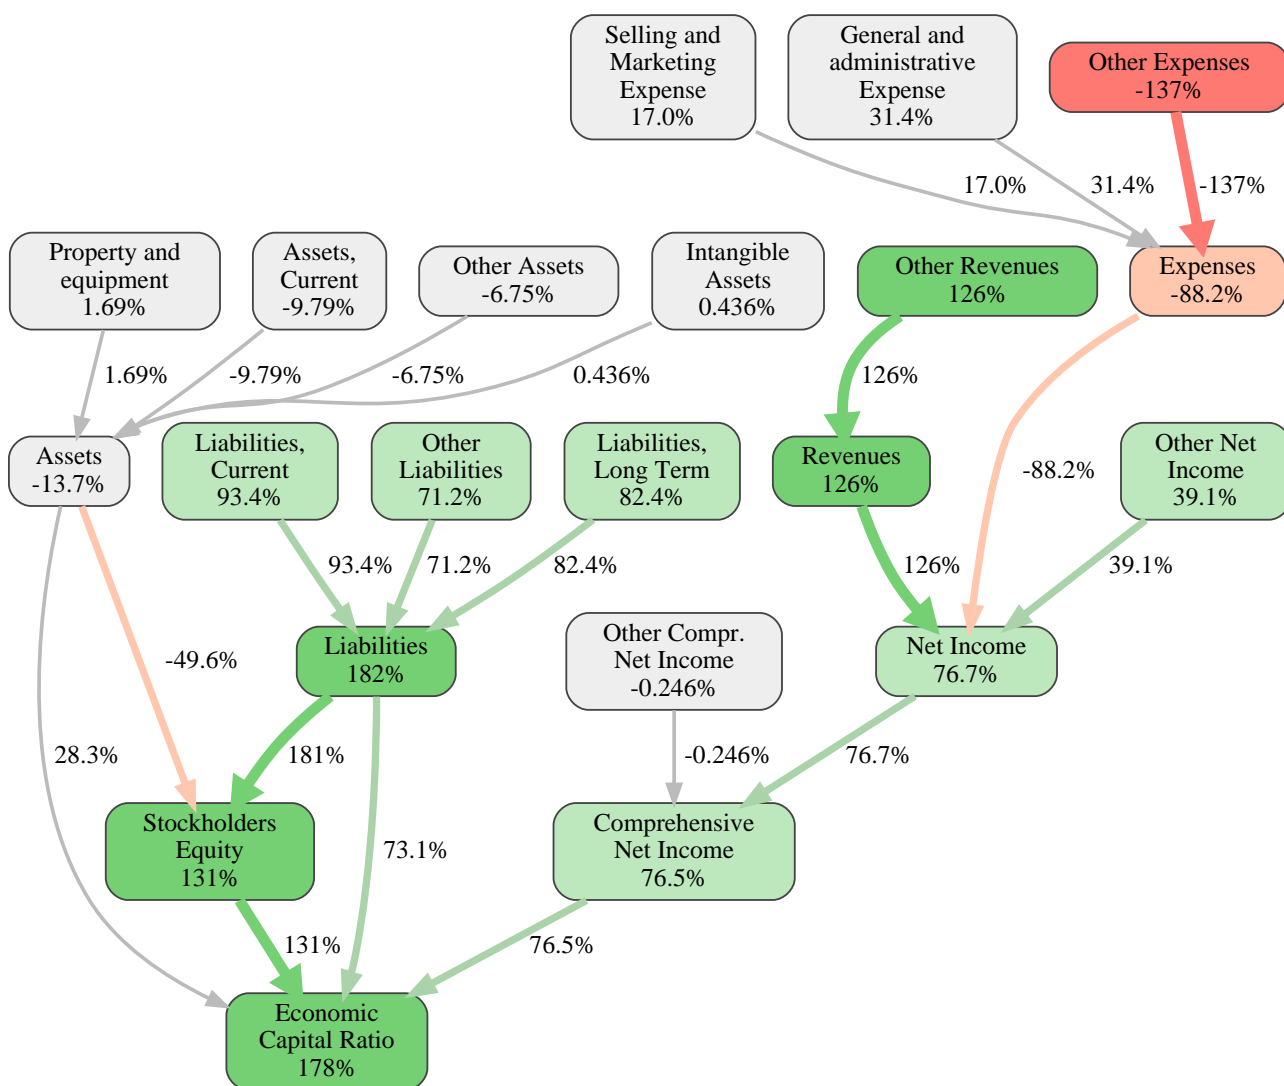 Selling and
Marketing
Expense
17.0%
General and
administrative
Expense
31.4%
Other Expenses
-137%
17.0%
31.4%
-137%
Property and
equipment
1.69%
Assets,
Current
-9.79%
Other Assets
-6.75%
Intangible
Assets
0.436%
Other Revenues
126%
Expenses
-88.2%
1.69%
-9.79%
-6.75%
0.436%
126%
-88.2%
Assets
-13.7%
Liabilities,
Current
93.4%
Other
Liabilities
71.2%
Liabilities,
Long Term
82.4%
Revenues
126%
Other Net
Income
39.1%
93.4%
71.2%
82.4%
126%
39.1%
-49.6%
Liabilities
182%
Other Compr.
Net Income
-0.246%
Net Income
76.7%
28.3%
181%
-0.246%
76.7%
Stockholders
Equity
131%
73.1%
Comprehensive
Net Income
76.5%
131%
76.5%
Economic
Capital Ratio
178%